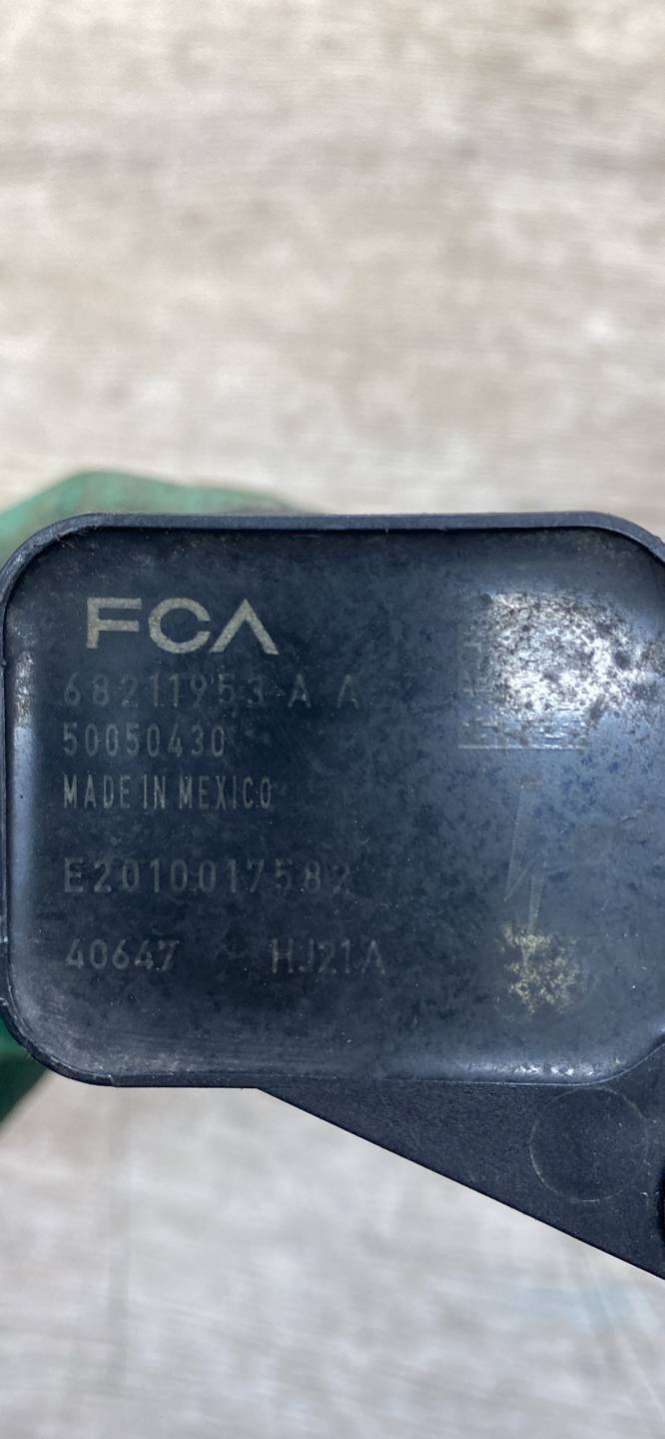 FCA
68211953 A A
50050430
MADE IN MEXICO
E2010017582
40647 HJ21A